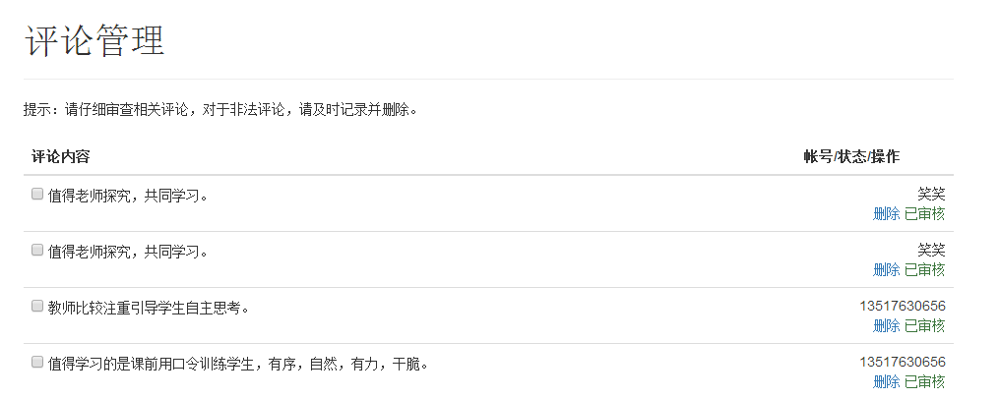 评论管理
提示：请仔细审查相关评论，对于非法评论，请及时记录并删除。
评论内容 帐号/状态/操作
值得老师探究，共同学习。 笑笑
删除 已审核
值得老师探究，共同学习。 笑笑
删除 已审核
教师比较注重引导学生自主思考。 13517630656
删除 已审核
值得学习的是课前用口令训练学生，有序，自然，有力，干脆。 13517630656
删除 已审核